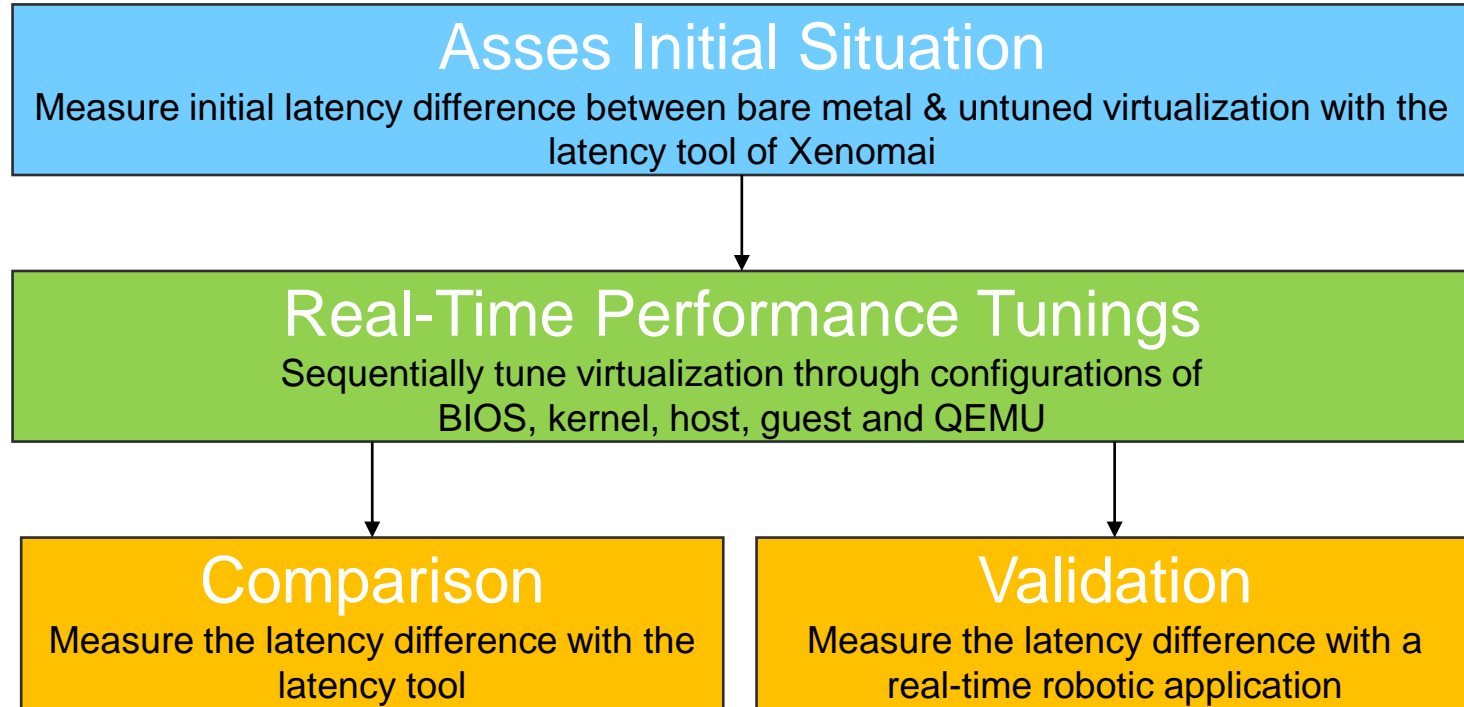 Asses Initial Situation
Measure initial latency difference between bare metal & untuned virtualization with the
latency tool of Xenomai
Real-Time Performance Tunings
Sequentially tune virtualization through configurations of
BIOS, kernel, host, guest and QEMU
Comparison
Measure the latency difference with the
latency tool
Validation
Measure the latency difference with a
real-time robotic application